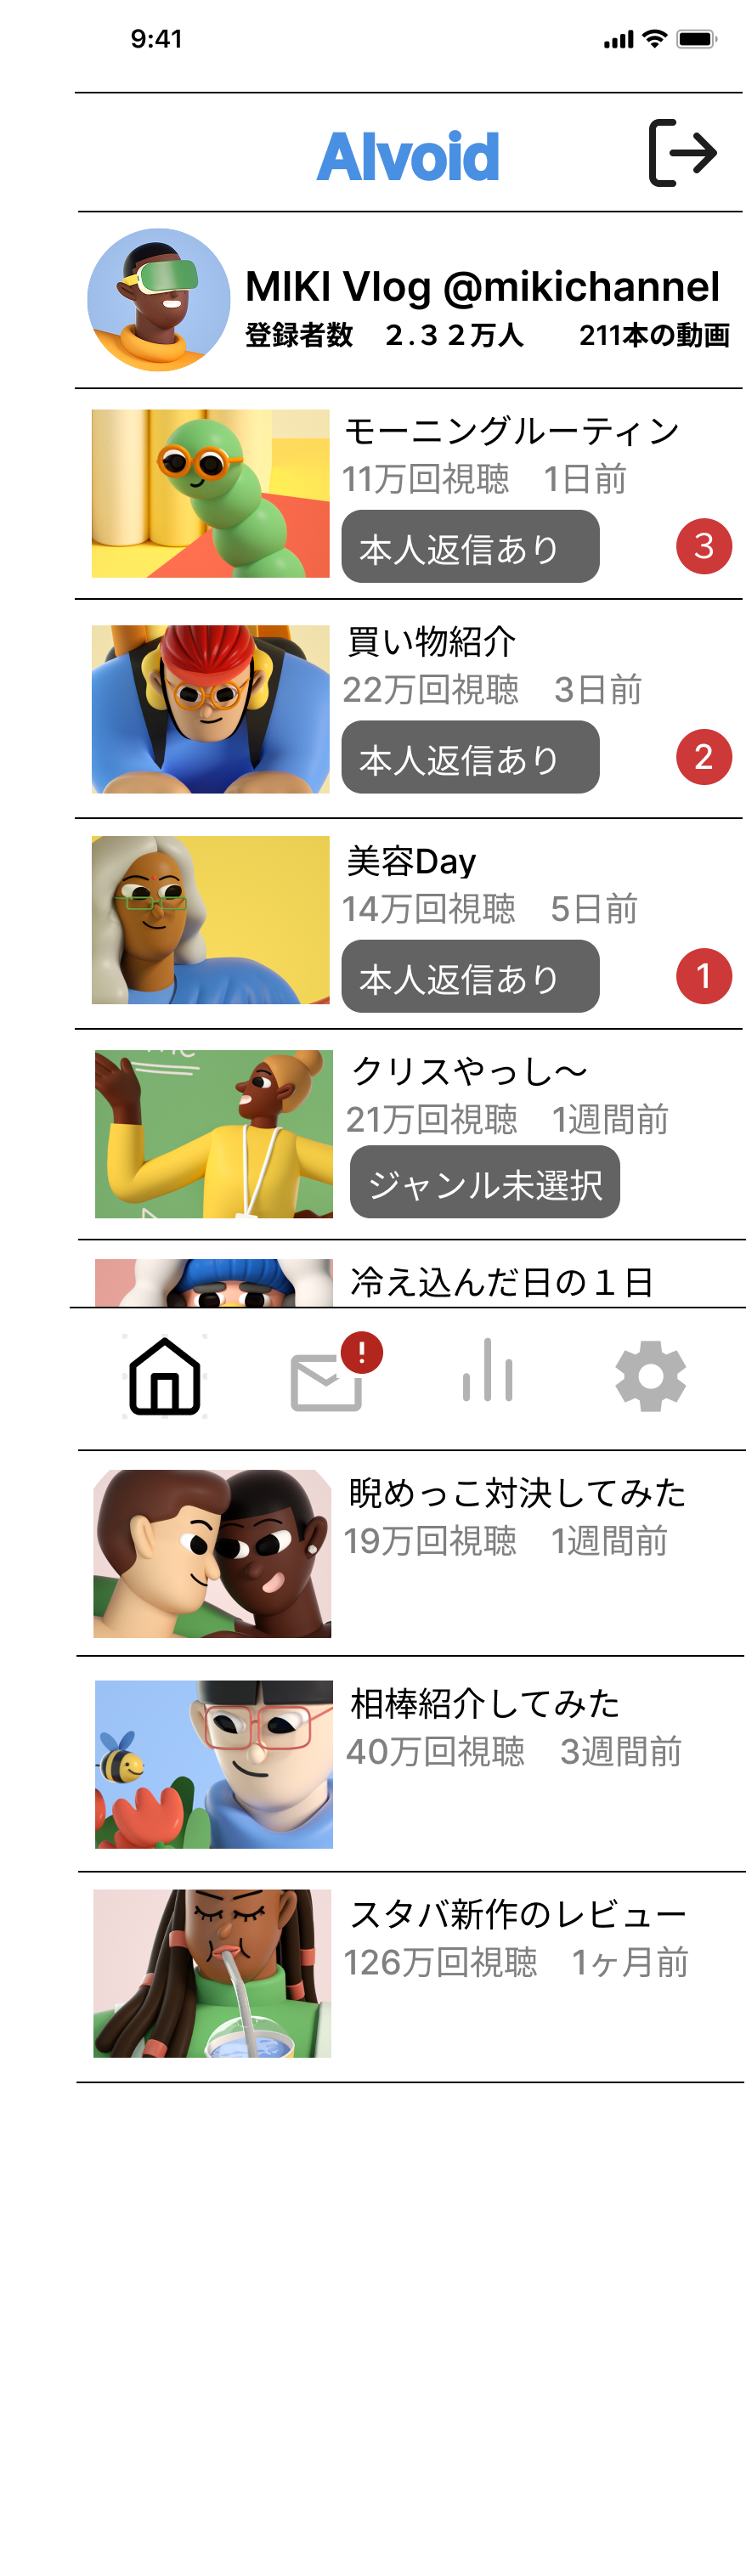 9:41
Alvoid
MIKI Vlog @mikichannel
登録者数　２.３２万人　　211本の動画
モーニングルーティン
11万回視聴　1日前
本人返信あり
3
買い物紹介
22万回視聴　3日前
本人返信あり
2
美容Day
14万回視聴　5日前
本人返信あり
1
クリスやっし〜
21万回視聴　1週間前
ジャンル未選択
冷え込んだ日の１日
!
睨めっこ対決してみた
19万回視聴　1週間前
相棒紹介してみた
40万回視聴　3週間前
スタバ新作のレビュー
126万回視聴　1ヶ月前